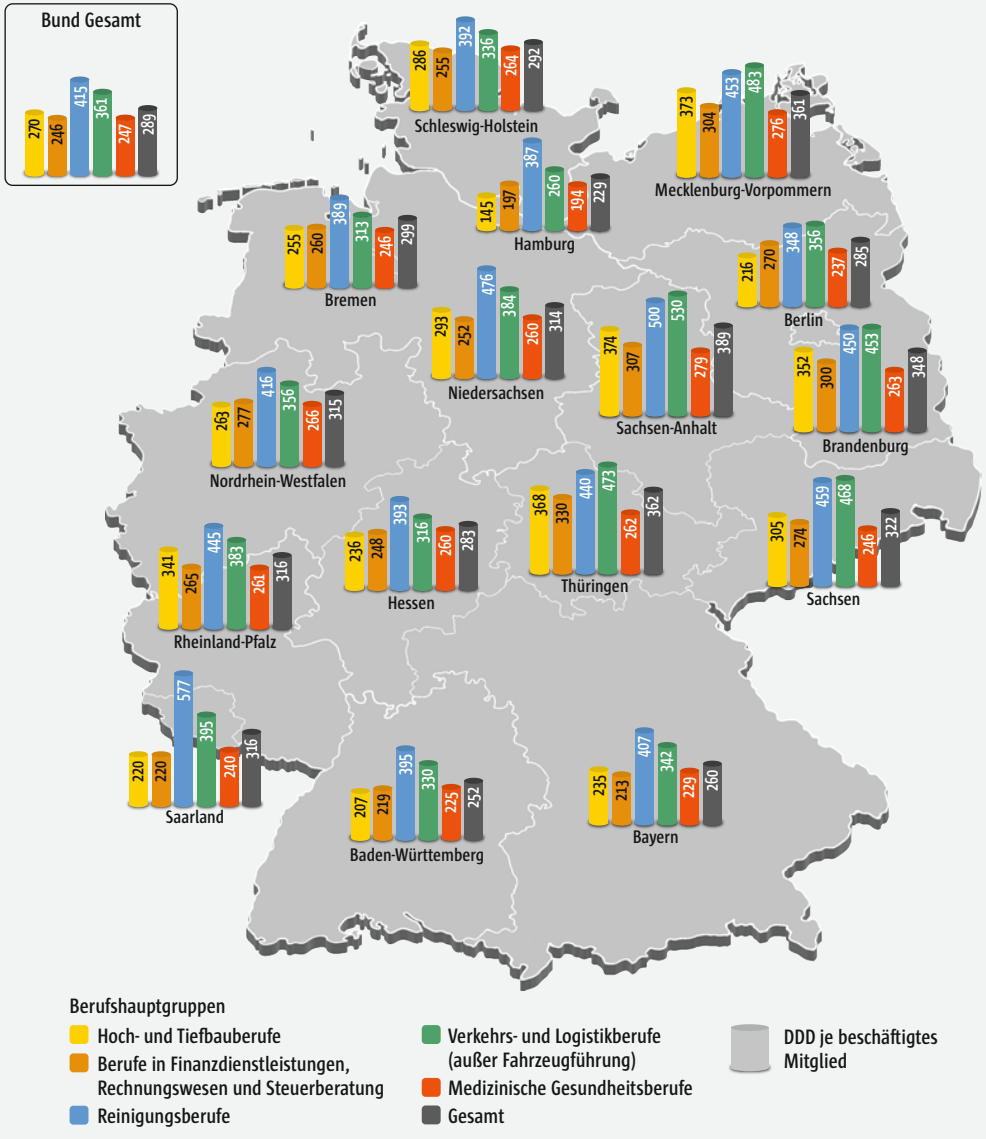 Bund Gesamt
270 246 415 361 247 289
286 255 392 336 264 292
Schleswig-Holstein
373 304 453 483 276 361
Mecklenburg-Vorpommern
145 197 387 260 194 229
Hamburg
255 260 389 313 246 299
Bremen
216 270 348 356 237 285
Berlin
293 252 476 384 260 314
Niedersachsen
374 307 500 530 279 389
Sachsen-Anhalt
352 300 450 453 263 348
Brandenburg
263 277 416 356 266 315
Nordrhein-Westfalen
236 248 393 316 260 283
Hessen
368 330 440 473 262 362
Thüringen
305 274 459 468 246 322
Sachsen
341 265 445 383 261 316
Rheinland-Pfalz
220 220 577 395 240 316
Saarland
207 219 395 330 225 252
Baden-Württemberg
235 213 407 342 229 260
Bayern
Berufshauptgruppen
Hoch- und Tiefbauberufe
Berufe in Finanzdienstleistungen,
Rechnungswesen und Steuerberatung
Reinigungsberufe
Verkehrs- und Logistikberufe
(außer Fahrzeugführung)
Medizinische Gesundheitsberufe
Gesamt
DDD je beschäftigtes
Mitglied